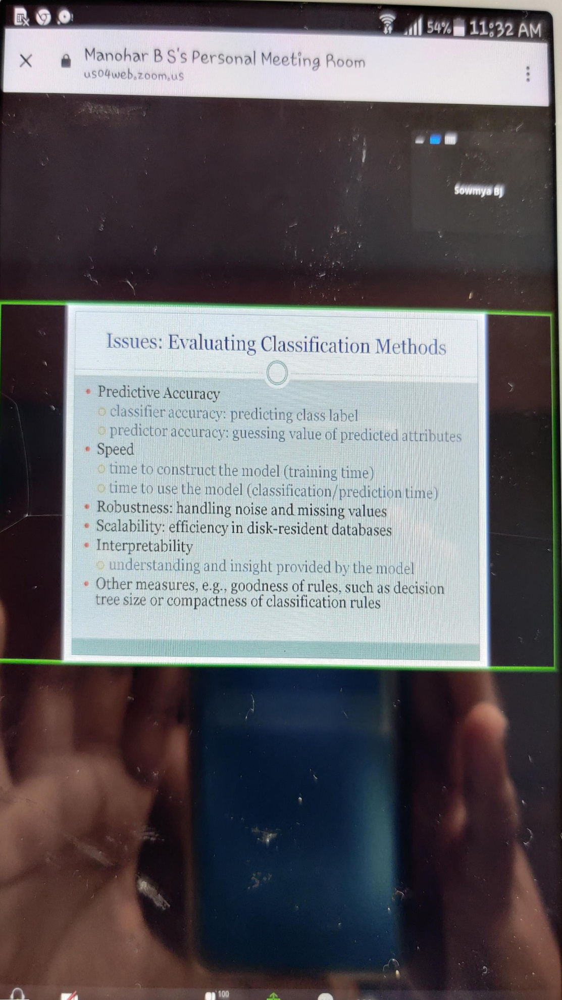 54% 11:32 AM
Manohar B S's Personal Meeting Room
us04web.zoom.us
Sowmya BJ
Issues: Evaluating Classification Methods
• Predictive Accuracy
○ classifier accuracy: predicting class label
○ predictor accuracy: guessing value of predicted attributes
• Speed
○ time to construct the model (training time)
○ time to use the model (classification/prediction time)
• Robustness: handling noise and missing values
• Scalability: efficiency in disk-resident databases
• Interpretability
○ understanding and insight provided by the model
• Other measures, e.g., goodness of rules, such as decision
tree size or compactness of classification rules
100